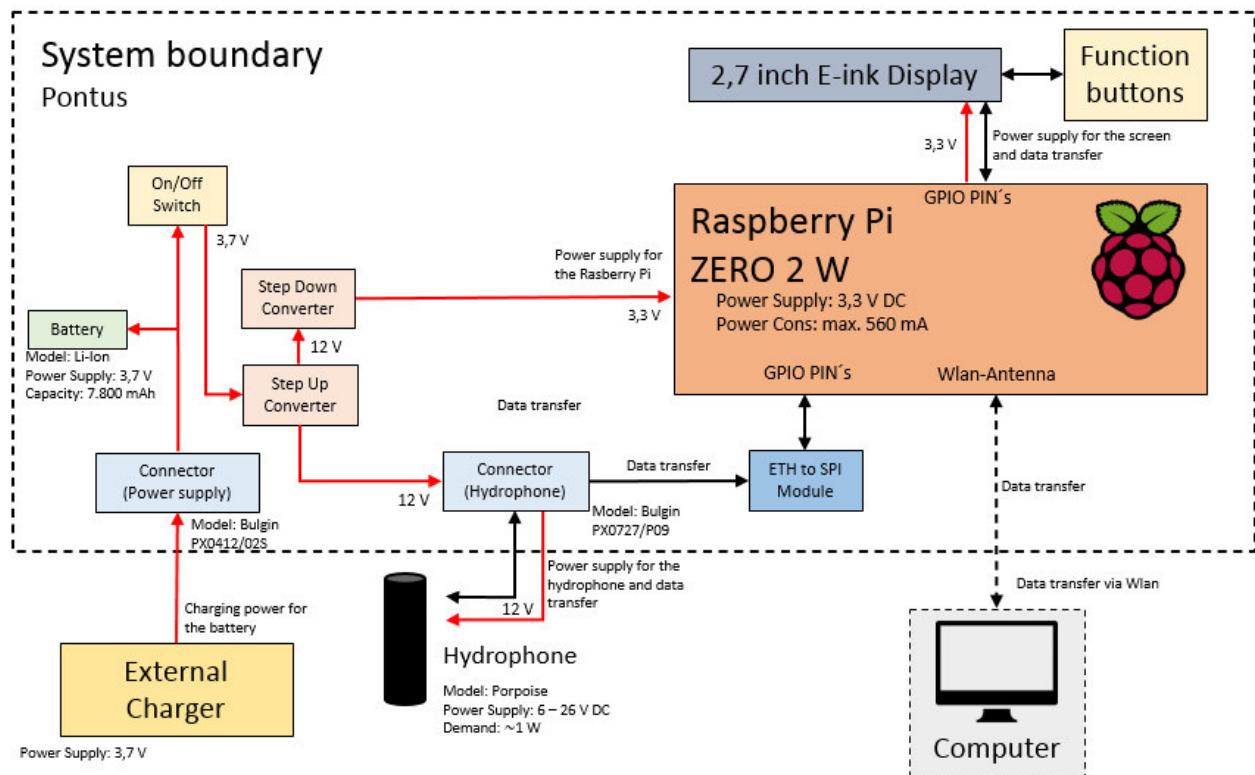 System boundary
Pontus
2,7 inch E-ink Display
Function
buttons
3,3 V
Power supply for the screen
and data transfer
On/Off
Switch
3,7 V
GPIO PIN´s
Raspberry Pi
ZERO 2 W
Power Supply: 3,3 V DC
Power Cons: max. 560 mA
Power supply for
the Rasberry Pi
3,3 V
Step Down
Converter
12 V
Battery
Model: Li-Ion
Power Supply: 3,7 V
Capacity: 7.800 mAh
Step Up
Converter
GPIO PIN´s
Wlan-Antenna
Data transfer
Connector
(Power supply)
Model: Bulgin
PX0412/02S
12 V
Connector
(Hydrophone)
Data transfer
Model: Bulgin
PX0727/P09
ETH to SPI
Module
Data transfer
Power supply for the
hydrophone and data
transfer
12 V
Data transfer via Wlan
Charging power for
the battery
External
Charger
Power Supply: 3,7 V
Hydrophone
Model: Porpoise
Power Supply: 6 – 26 V DC
Demand: ~1 W
Computer